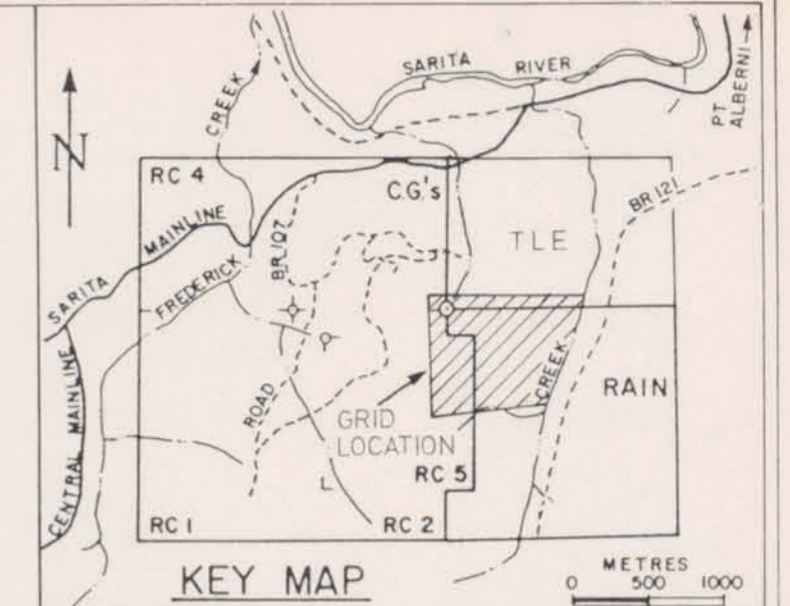 SARITA RIVER
PT. ALBERNI
CREEK
N
RC 4
C.G.'s
BR 121
SARITA MAINLINE
BR 107
TLE
FREDERICK
CENTRAL MAINLINE
ROAD
GRID
LOCATION
CREEK
RAIN
RC 5
L
RC 1
RC 2
KEY MAP
METRES
0 500 1000